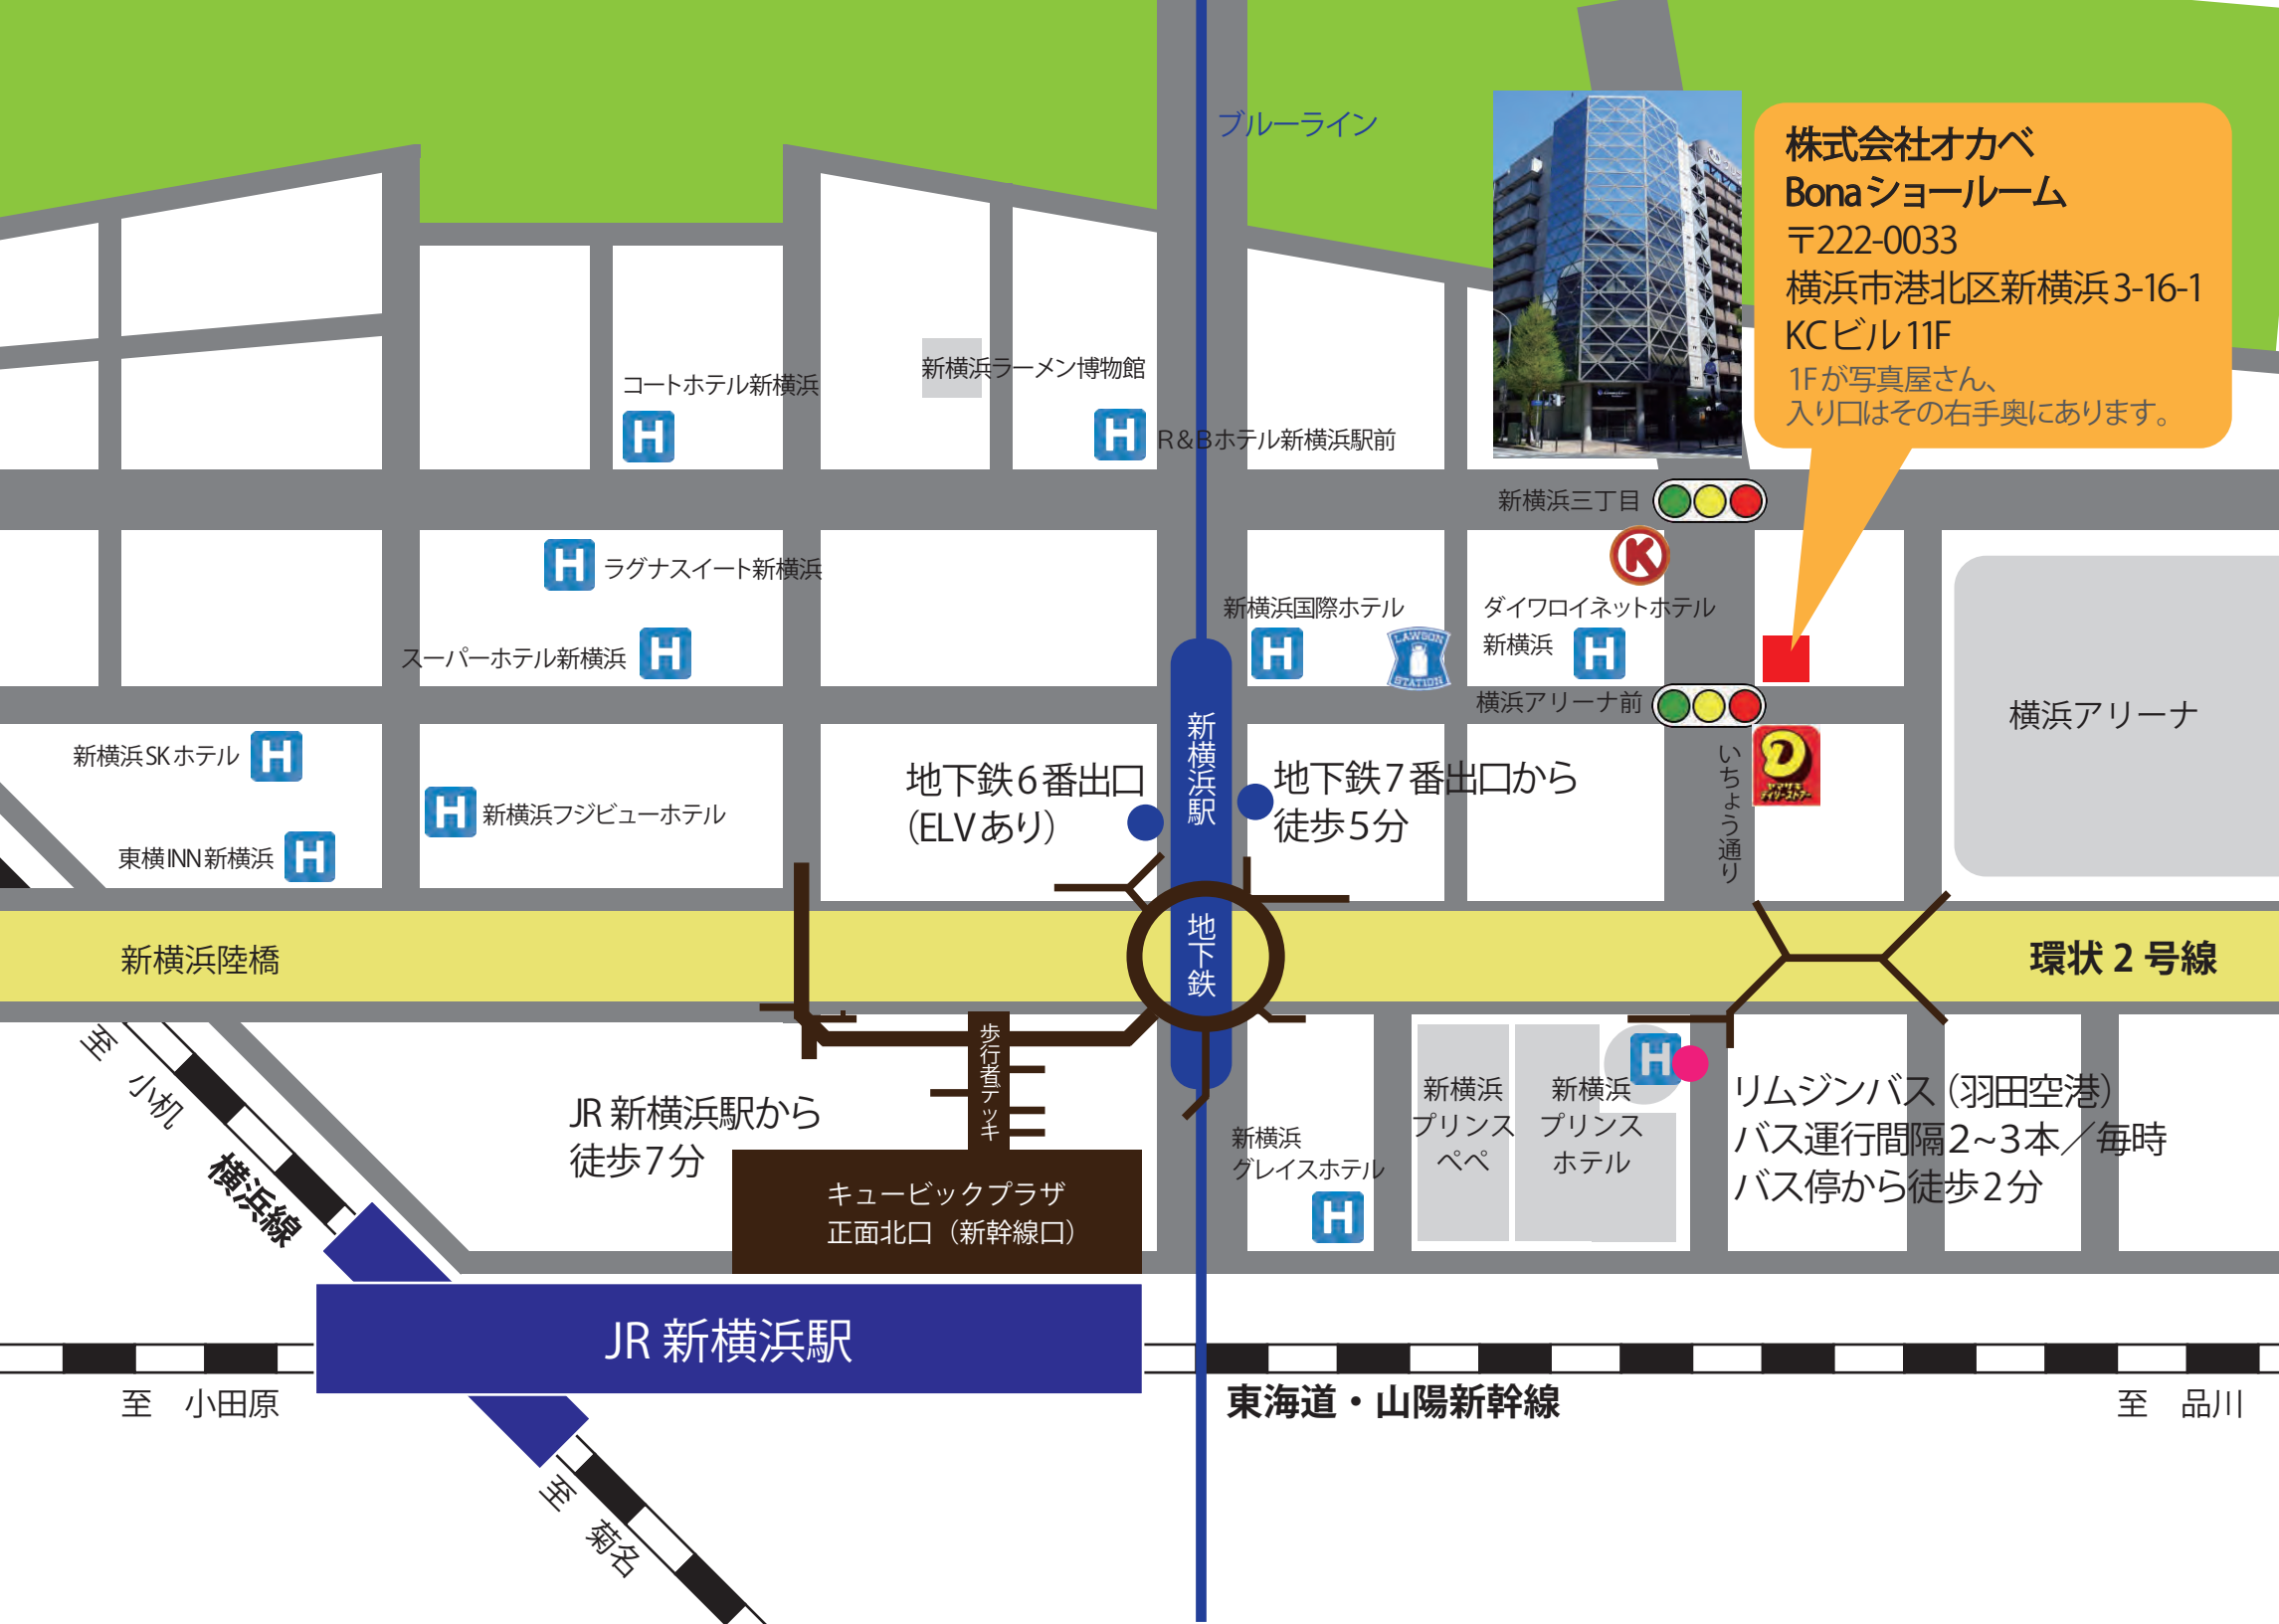 ブルーライン
株式会社オカベ
Bonaショールーム
〒222-0033
横浜市港北区新横浜3-16-1
KCビル11F
1Fが写真屋さん、
入り口はその右手奥にあります。
コートホテル新横浜
H
新横浜ラーメン博物館
H
R&Bホテル新横浜駅前
新横浜三丁目
K
H
ラグナスイート新横浜
スーパーホテル新横浜
H
新横浜国際ホテル
H
LAWSON
STATION
ダイワロイネットホテル
新横浜
H
横浜アリーナ前
横浜アリーナ
新横浜SKホテル
H
東横INN新横浜
H
H
新横浜フジビューホテル
地下鉄6番出口
（ELVあり）
新横浜駅
地下鉄
地下鉄7番出口から
徒歩5分
いちょう通り
D
新横浜陸橋
環状2号線
至 小机
横浜線
JR新横浜駅から
徒歩7分
歩行者デッキ
キュービックプラザ
正面北口（新幹線口）
新横浜
グレイスホテル
H
新横浜
プリンス
ペペ
新横浜
プリンス
ホテル
H
リムジンバス（羽田空港）
バス運行間隔2~3本／毎時
バス停から徒歩2分
JR 新横浜駅
至 小田原
東海道・山陽新幹線
至 品川
至 菊名